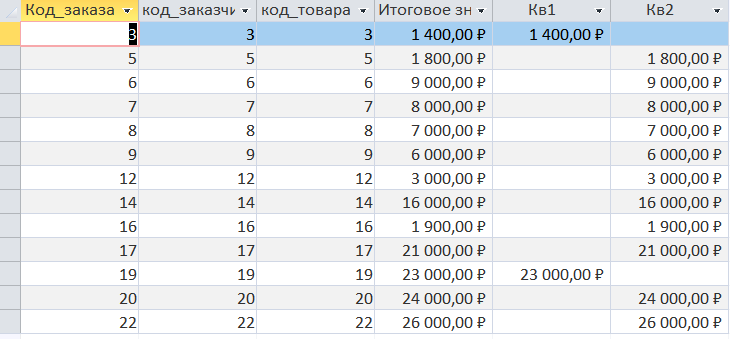 Код_заказа код_заказчи код_товара Итоговое зн Кв1 Кв2
3 3 3 1 400,00 ₽ 1 400,00 ₽
5 5 5 1 800,00 ₽ 1 800,00 ₽
6 6 6 9 000,00 ₽ 9 000,00 ₽
7 7 7 8 000,00 ₽ 8 000,00 ₽
8 8 8 7 000,00 ₽ 7 000,00 ₽
9 9 9 6 000,00 ₽ 6 000,00 ₽
12 12 12 3 000,00 ₽ 3 000,00 ₽
14 14 14 16 000,00 ₽ 16 000,00 ₽
16 16 16 1 900,00 ₽ 1 900,00 ₽
17 17 17 21 000,00 ₽ 21 000,00 ₽
19 19 19 23 000,00 ₽ 23 000,00 ₽
20 20 20 24 000,00 ₽ 24 000,00 ₽
22 22 22 26 000,00 ₽ 26 000,00 ₽